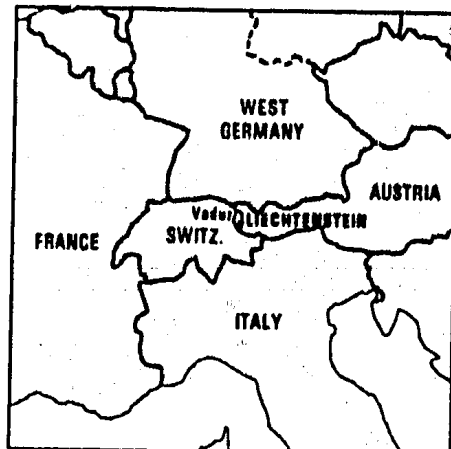 WEST
GERMANY
AUSTRIA
Vaduz
LIECHTENSTEIN
FRANCE
SWITZ.
ITALY